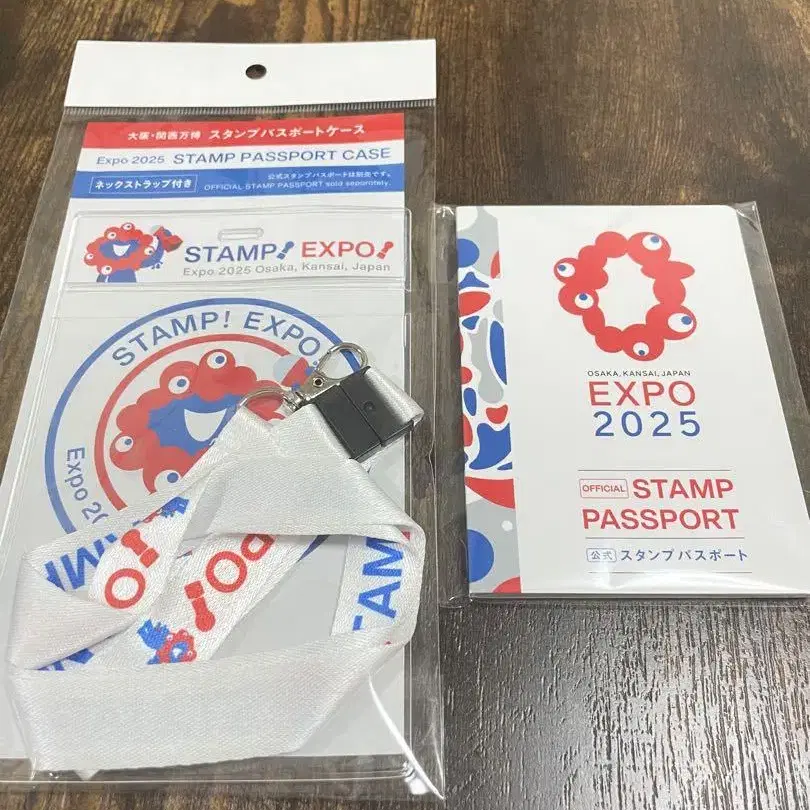 大阪・関西万博 スタンプパスポートケース
Expo 2025 STAMP PASSPORT CASE
ネックストラップ付き
公式スタンプパスポートは別売です。
OFFICIAL STAMP PASSPORT sold separately.
STAMP! EXPO!
Expo 2025 Osaka, Kansai, Japan
STAMP! EXPO
Expo 20
OSAKA, KANSAI, JAPAN
EXPO
2025
OFFICIAL STAMP
PASSPORT
公式 スタンプパスポート